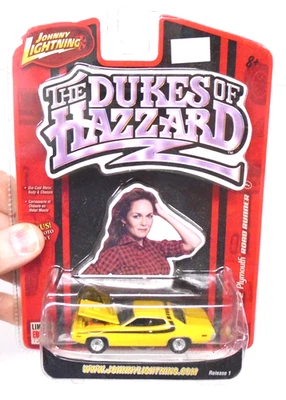 JOHNNY
LIGHTNING
8+
THE DUKES OF
HAZZARD
• Die-Cast Metal
Body & Chassis
• Carrosserie et
Châssis en
Métal Moulé
Plymouth ROAD RUNNER
WWW.JOHNNYLIGHTNING.COM
Release 1